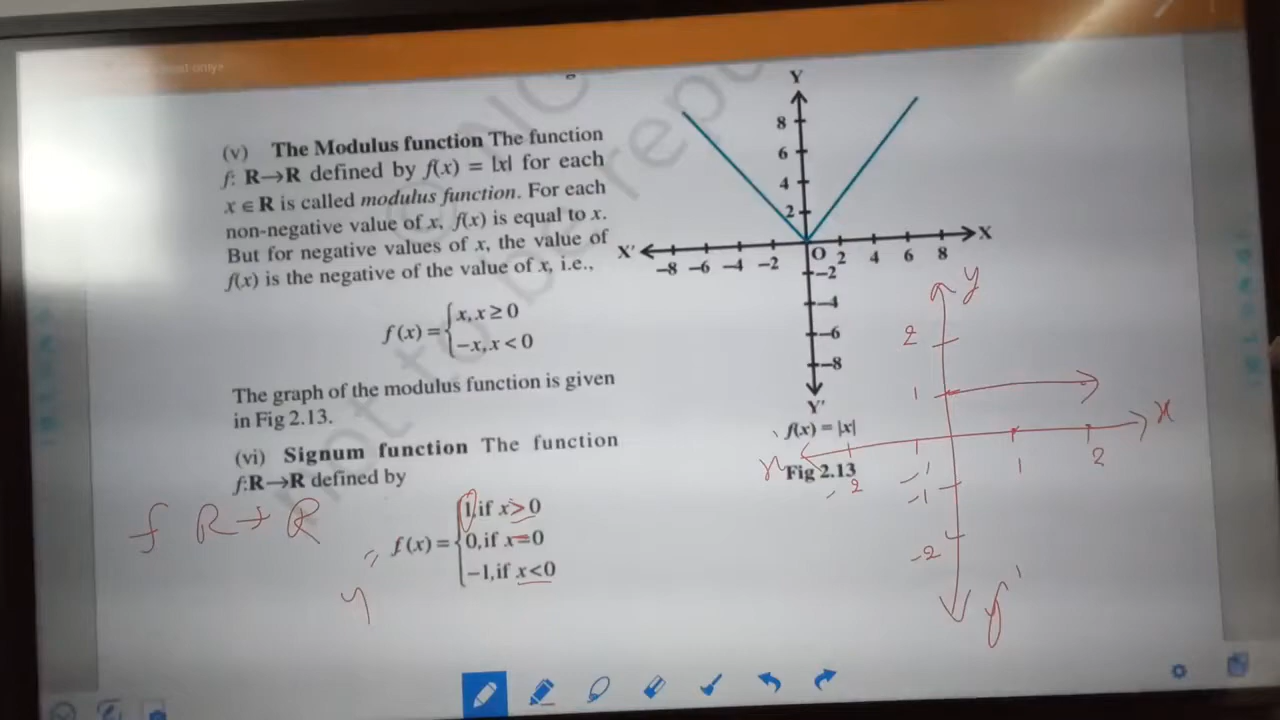 (v) The Modulus function The function
f: R→R defined by f(x) = |x| for each
x ∈ R is called modulus function. For each
non-negative value of x, f(x) is equal to x.
But for negative values of x, the value of
f(x) is the negative of the value of x, i.e.,
f(x) = {x, x ≥ 0
−x, x < 0
The graph of the modulus function is given
in Fig 2.13.
(vi) Signum function The function
f:R→R defined by
f(x) = {1, if x > 0
0, if x = 0
−1, if x < 0
f R → R
y =
Y
8
6
4
2
X' −8 −6 −4 −2 O 2 4 6 8 X
−2
−4
−6
−8
Y'
f(x) = |x|
Fig 2.13
y
2
1
x
-2 -1 1 2
-1
-2
y'
not to be repu